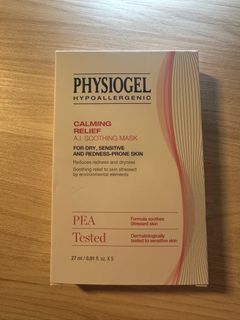 PHYSIOGEL
HYPOALLERGENIC
CALMING
RELIEF
A.I. SOOTHING MASK
FOR DRY, SENSITIVE
AND REDNESS-PRONE SKIN
Reduces redness and dryness
Soothing relief to skin stressed
by environmental elements
PEA
Formula soothes
Stressed skin
Tested
Dermatologically
tested to sensitive skin
27 ml / 0.91 fl. oz. X 5